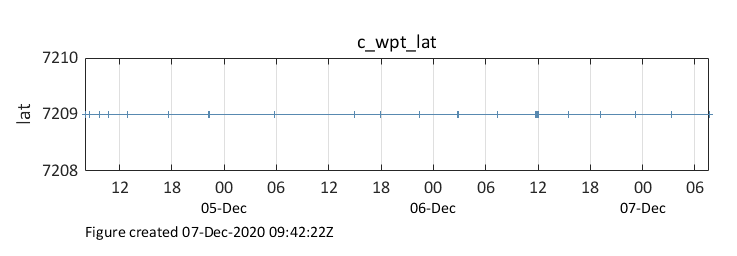 c_wpt_lat
7210
7209
7208
lat
12 18 00 06 12 18 00 06 12 18 00 06
05-Dec 06-Dec 07-Dec
Figure created 07-Dec-2020 09:42:22Z